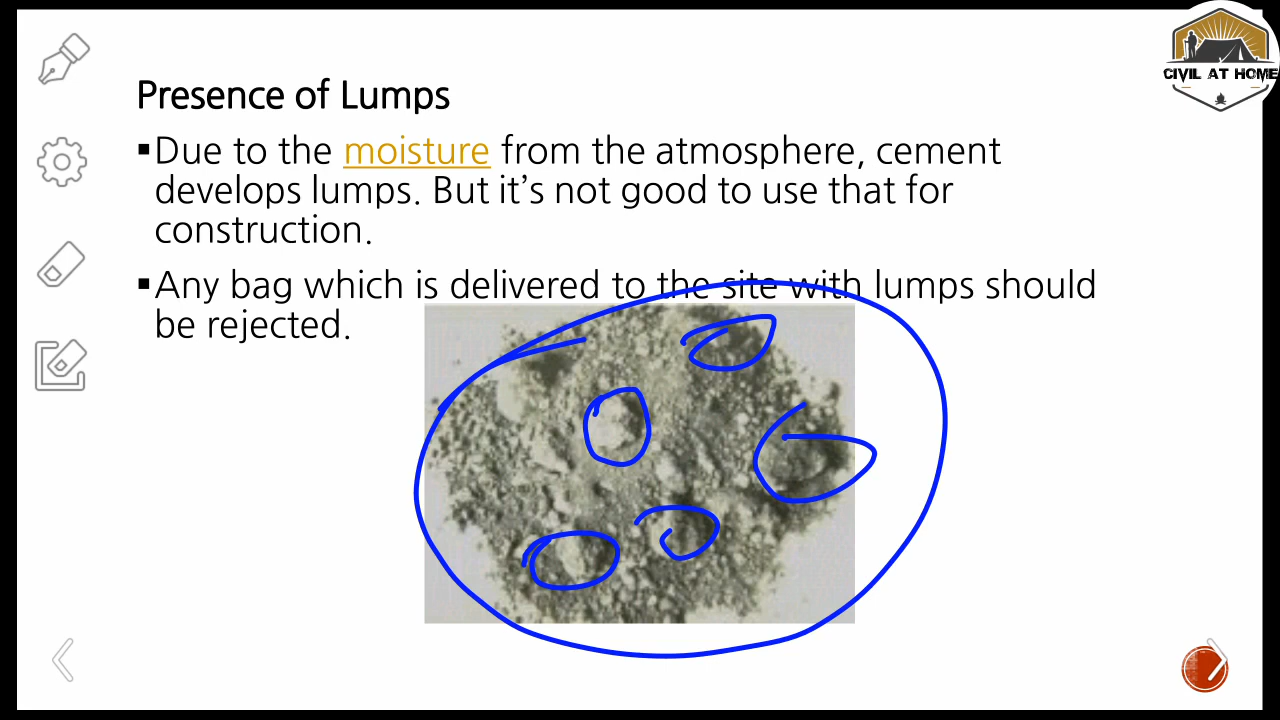 CIVIL AT HOME
Presence of Lumps
▪Due to the moisture from the atmosphere, cement
develops lumps. But it’s not good to use that for
construction.
▪Any bag which is delivered to the site with lumps should
be rejected.